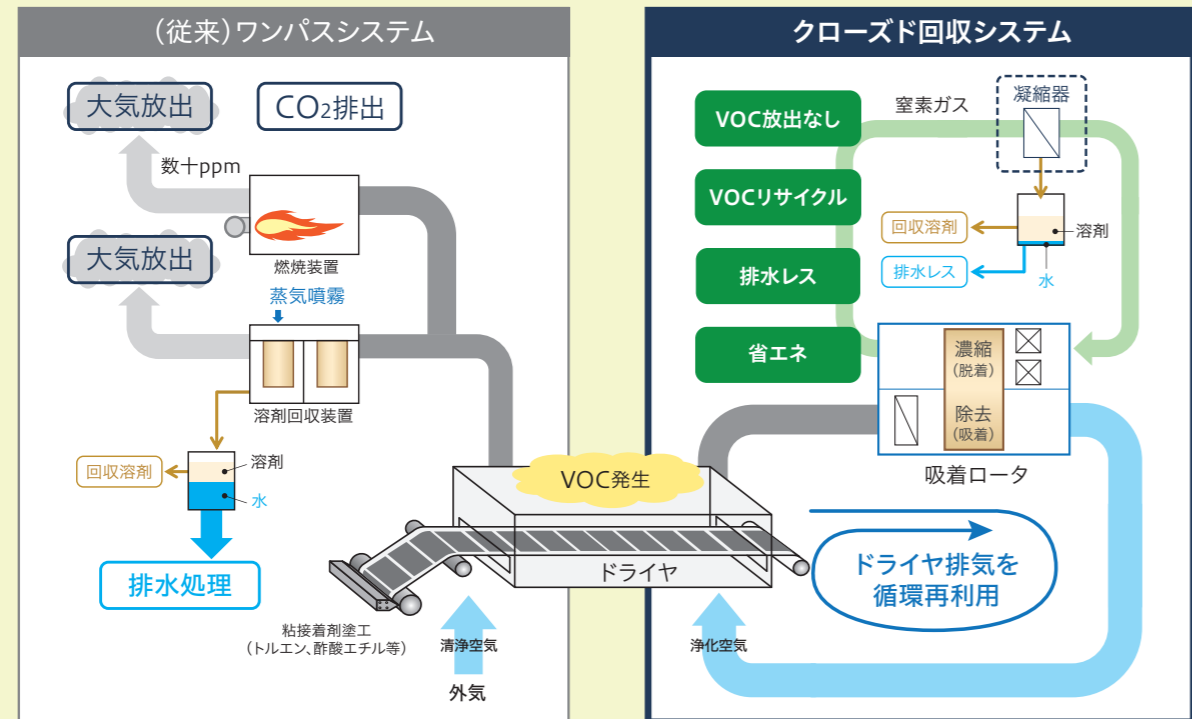 (従来)ワンパスシステム
大気放出
CO2排出
数十ppm
燃焼装置
大気放出
蒸気噴霧
溶剤回収装置
溶剤
回収溶剤
水
排水処理
粘接着剤塗工
(トルエン、酢酸エチル等)
清浄空気
外気
VOC発生
ドライヤ
クローズド回収システム
VOC放出なし
VOCリサイクル
排水レス
省エネ
窒素ガス
凝縮器
回収溶剤
溶剤
排水レス
水
濃縮
(脱着)
除去
(吸着)
吸着ロータ
ドライヤ排気を
循環再利用
浄化空気